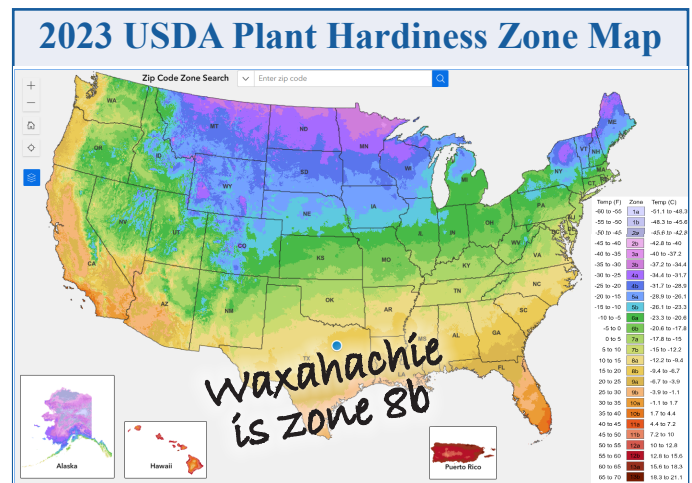 2023 USDA Plant Hardiness Zone Map
Zip Code Zone Search
Enter zip code
WA
OR
CA
NV
ID
MT
WY
UT
AZ
CO
NM
ND
SD
NE
KS
OK
TX
MN
IA
MO
AR
LA
WI
IL
MI
IN
OH
KY
TN
MS
AL
GA
FL
SC
NC
VA
WV
PA
NY
VT
NH
ME
MA
CT
NJ
DE
DC
Waxahachie
is zone 8b
Alaska
Hawaii
Puerto Rico
Temp (F) Zone Temp (C)
-60 to -55 1a -51.1 to -48.3
-55 to -50 1b -48.3 to -45.6
-50 to -45 2a -45.6 to -42.8
-45 to -40 2b -42.8 to -40
-40 to -35 3a -40 to -37.2
-35 to -30 3b -37.2 to -34.4
-30 to -25 4a -34.4 to -31.7
-25 to -20 4b -31.7 to -28.9
-20 to -15 5a -28.9 to -26.1
-15 to -10 5b -26.1 to -23.3
-10 to -5 6a -23.3 to -20.6
-5 to 0 6b -20.6 to -17.8
0 to 5 7a -17.8 to -15
5 to 10 7b -15 to -12.2
10 to 15 8a -12.2 to -9.4
15 to 20 8b -9.4 to -6.7
20 to 25 9a -6.7 to -3.9
25 to 30 9b -3.9 to -1.1
30 to 35 10a -1.1 to 1.7
35 to 40 10b 1.7 to 4.4
40 to 45 11a 4.4 to 7.2
45 to 50 11b 7.2 to 10
50 to 55 12a 10 to 12.8
55 to 60 12b 12.8 to 15.6
60 to 65 13a 15.6 to 18.3
65 to 70 13b 18.3 to 21.1